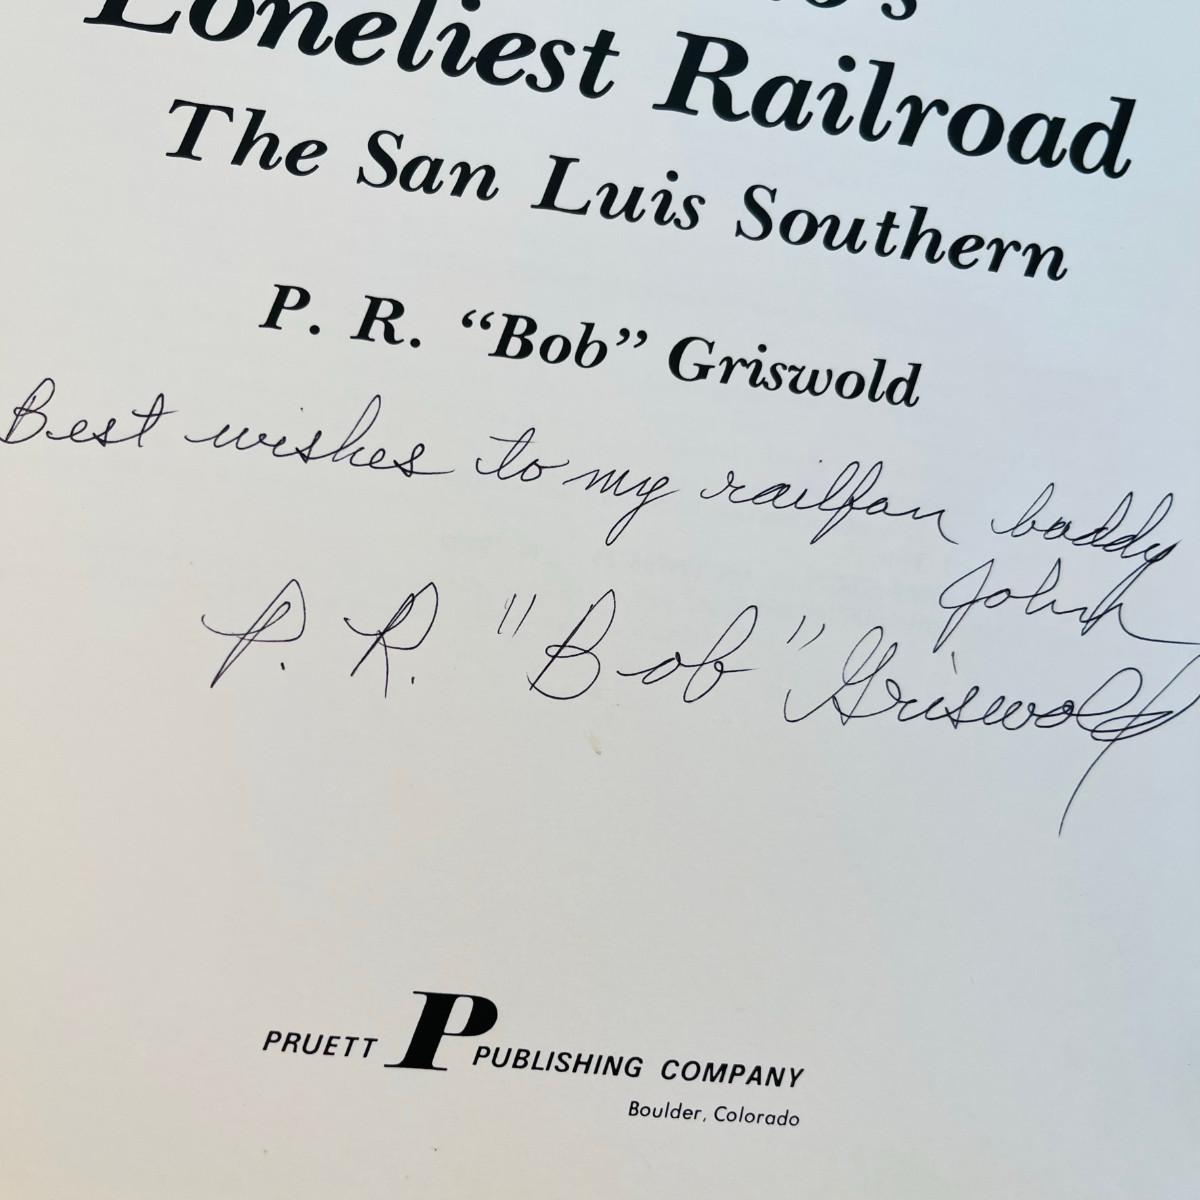 o's
Loneliest Railroad
The San Luis Southern
P. R. “Bob” Griswold
Best wishes to my railfan buddy
John
P. R. "Bob" Griswold
PRUETT P PUBLISHING COMPANY
Boulder, Colorado